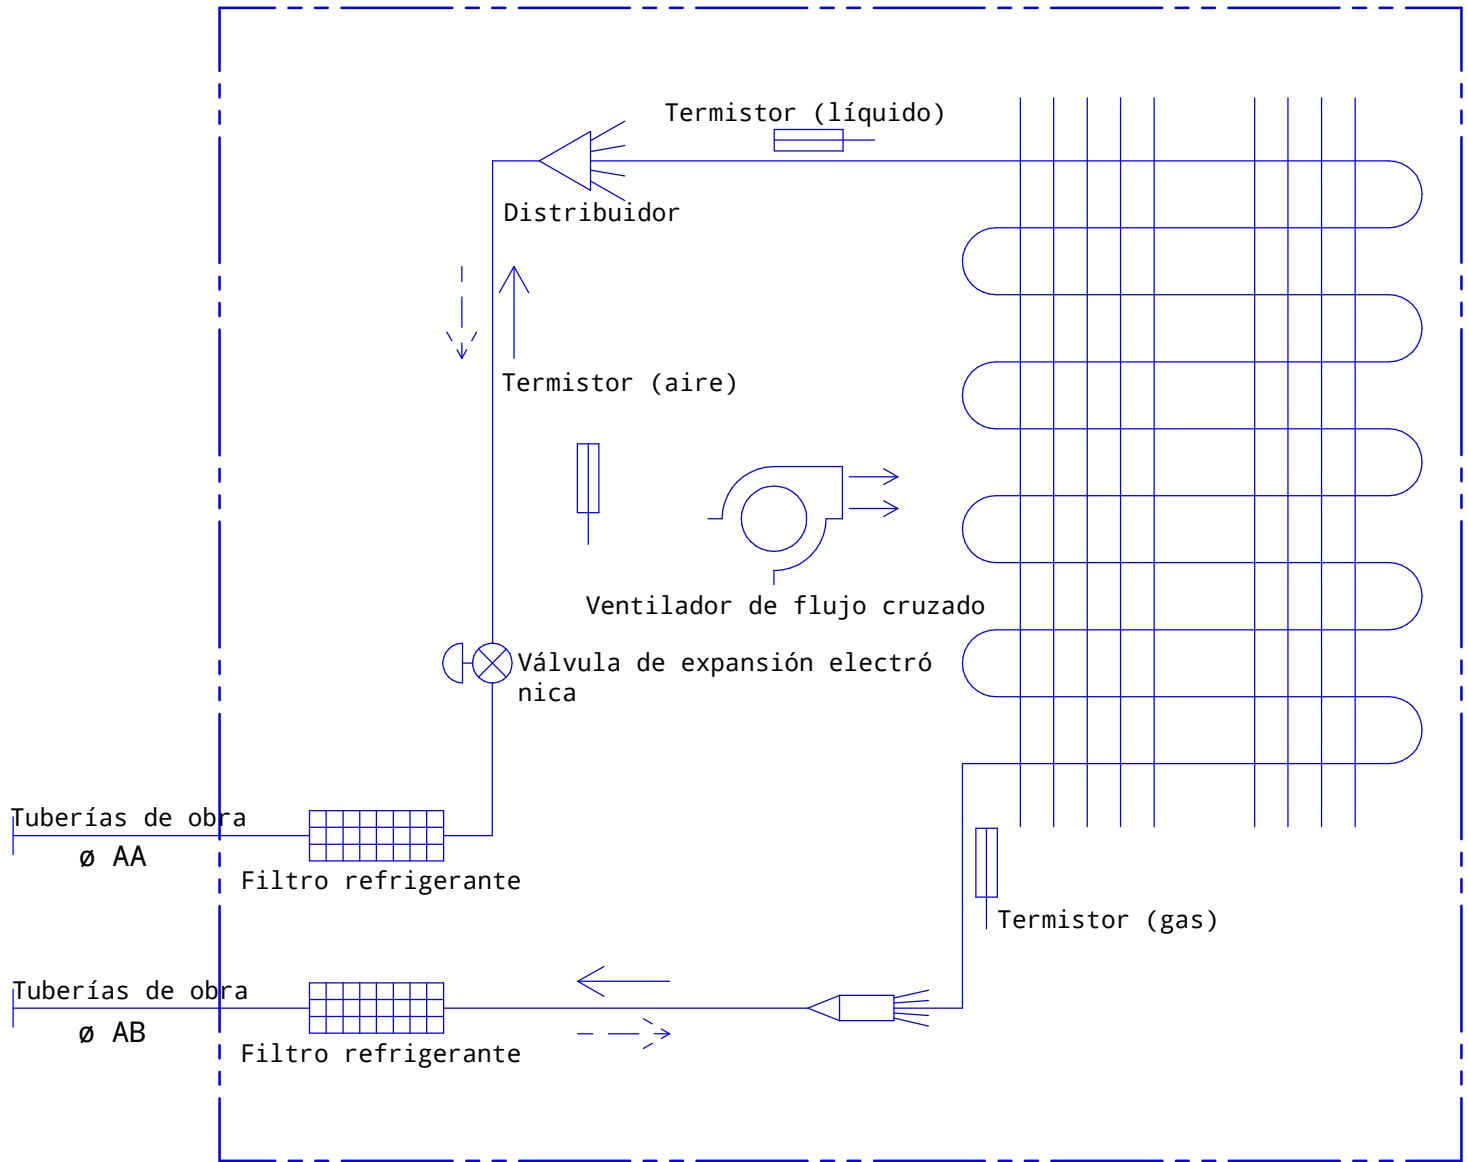 Termistor (líquido)
Distribuidor
Termistor (aire)
Ventilador de flujo cruzado
Válvula de expansión electró
nica
Tuberías de obra
ø AA
Filtro refrigerante
Termistor (gas)
Tuberías de obra
ø AB
Filtro refrigerante